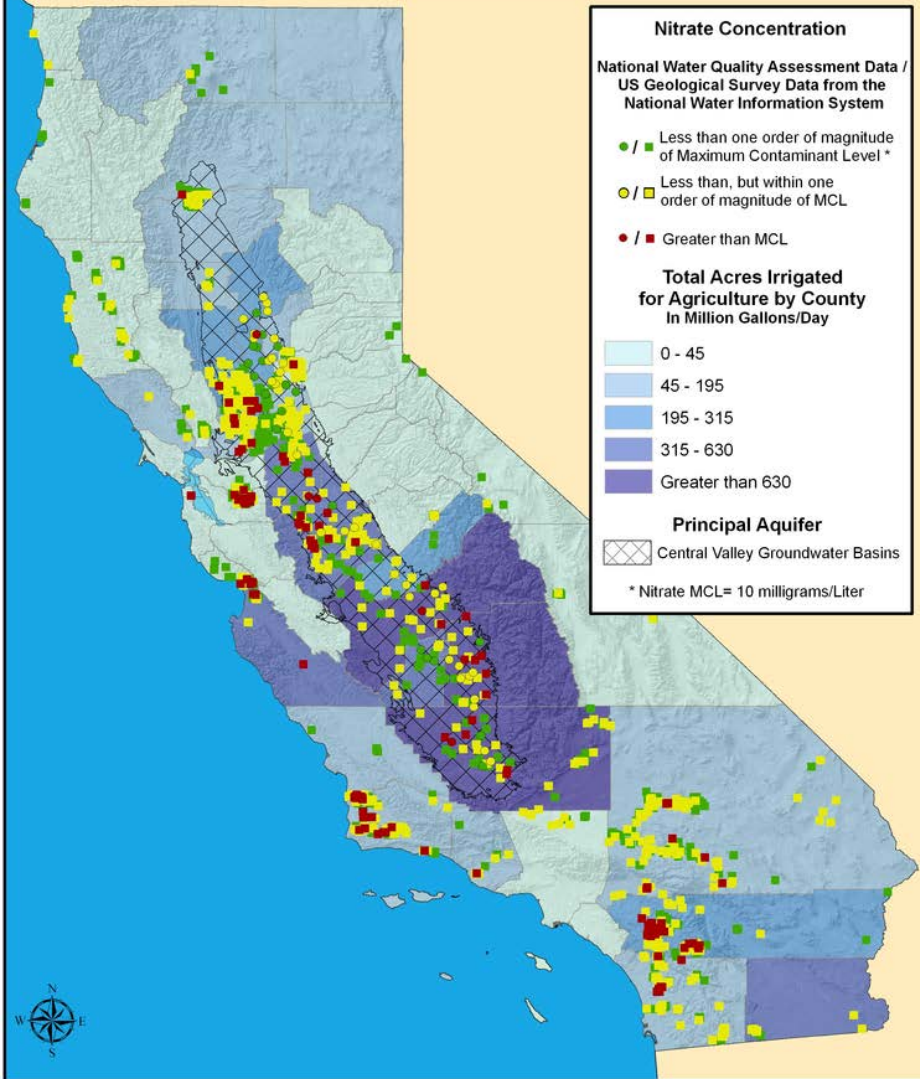 Nitrate Concentration
National Water Quality Assessment Data /
US Geological Survey Data from the
National Water Information System
/ Less than one order of magnitude
of Maximum Contaminant Level *
/ Less than, but within one
order of magnitude of MCL
/ Greater than MCL
Total Acres Irrigated
for Agriculture by County
In Million Gallons/Day
0 - 45
45 - 195
195 - 315
315 - 630
Greater than 630
Principal Aquifer
Central Valley Groundwater Basins
* Nitrate MCL= 10 milligrams/Liter
N
W E
S